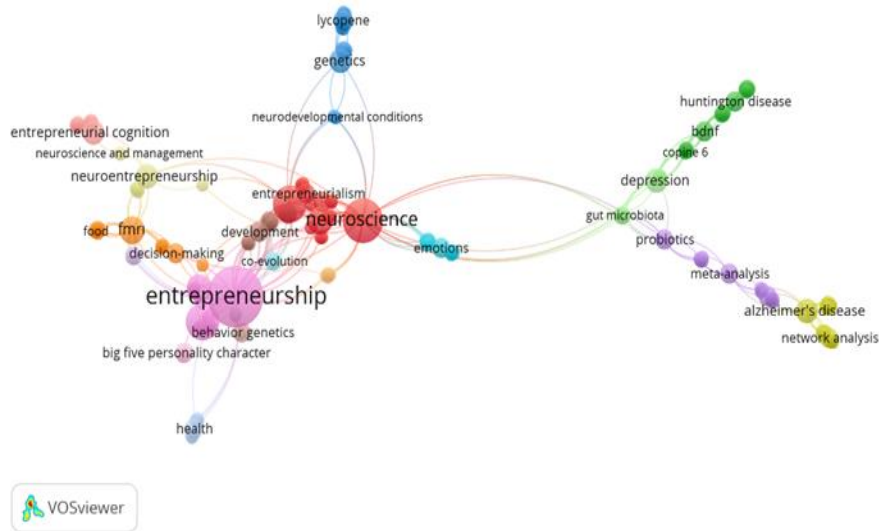 lycopene
genetics
huntington disease
neurodevelopmental conditions
bdnf
entrepreneurial cognition
neuroscience and management
copine 6
neuroentrepreneurship
depression
entrepreneurialism
neuroscience
gut microbiota
food
fmn
development
probiotics
decision-making
co-evolution
emotions
meta-analysis
entrepreneurship
alzheimer's disease
behavior genetics
network analysis
big five personality character
health
VOSviewer